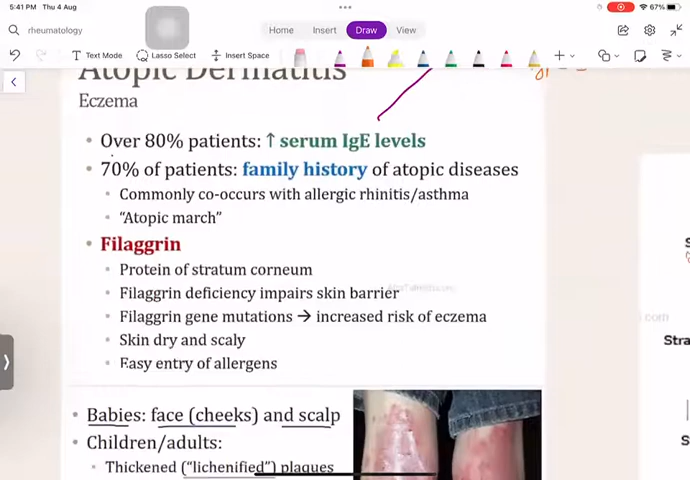 5:41 PM Thu 4 Aug
67%
rheumatology
Home Insert Draw View
Text Mode Lasso Select Insert Space
Atopic Dermatitis
Eczema
• Over 80% patients: ↑ serum IgE levels
• 70% of patients: family history of atopic diseases
• Commonly co-occurs with allergic rhinitis/asthma
• “Atopic march”
• Filaggrin
• Protein of stratum corneum
• Filaggrin deficiency impairs skin barrier
• Filaggrin gene mutations → increased risk of eczema
• Skin dry and scaly
• Easy entry of allergens
• Babies: face (cheeks) and scalp
• Children/adults:
• Thickened (“lichenified”) plaques
com
Stra
S